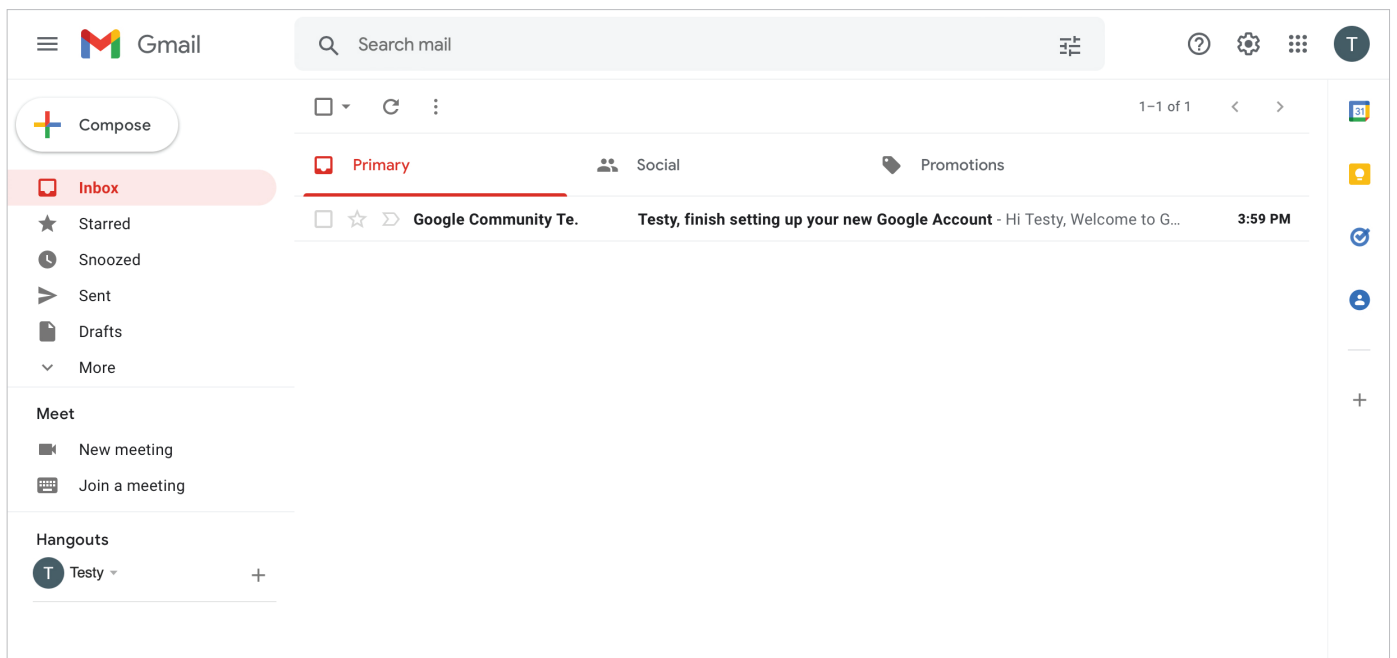 Gmail
Search mail
T
Compose
1–1 of 1
31
Primary
Social
Promotions
Inbox
Google Community Te. Testy, finish setting up your new Google Account - Hi Testy, Welcome to G... 3:59 PM
Starred
Snoozed
Sent
Drafts
More
Meet
New meeting
Join a meeting
Hangouts
T Testy